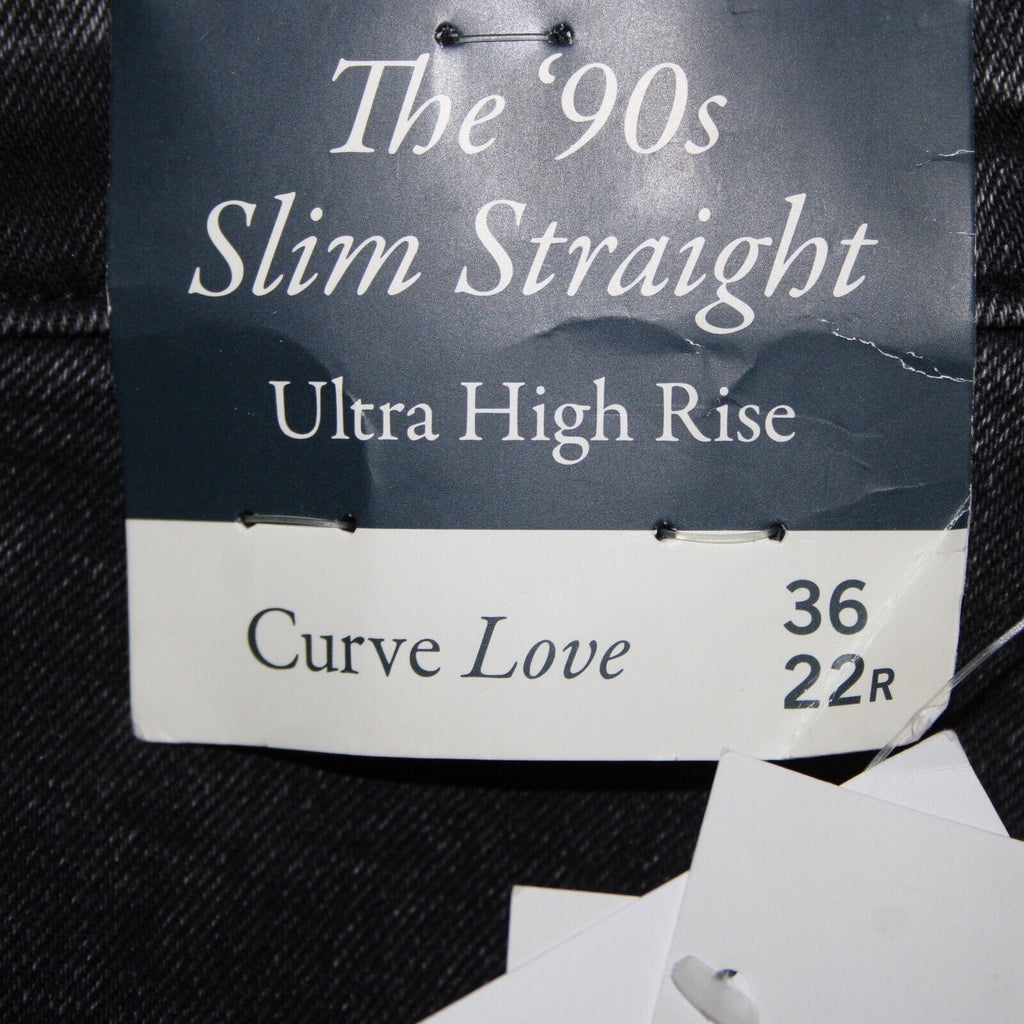 The ‘90s
Slim Straight
Ultra High Rise
Curve Love
36
22R